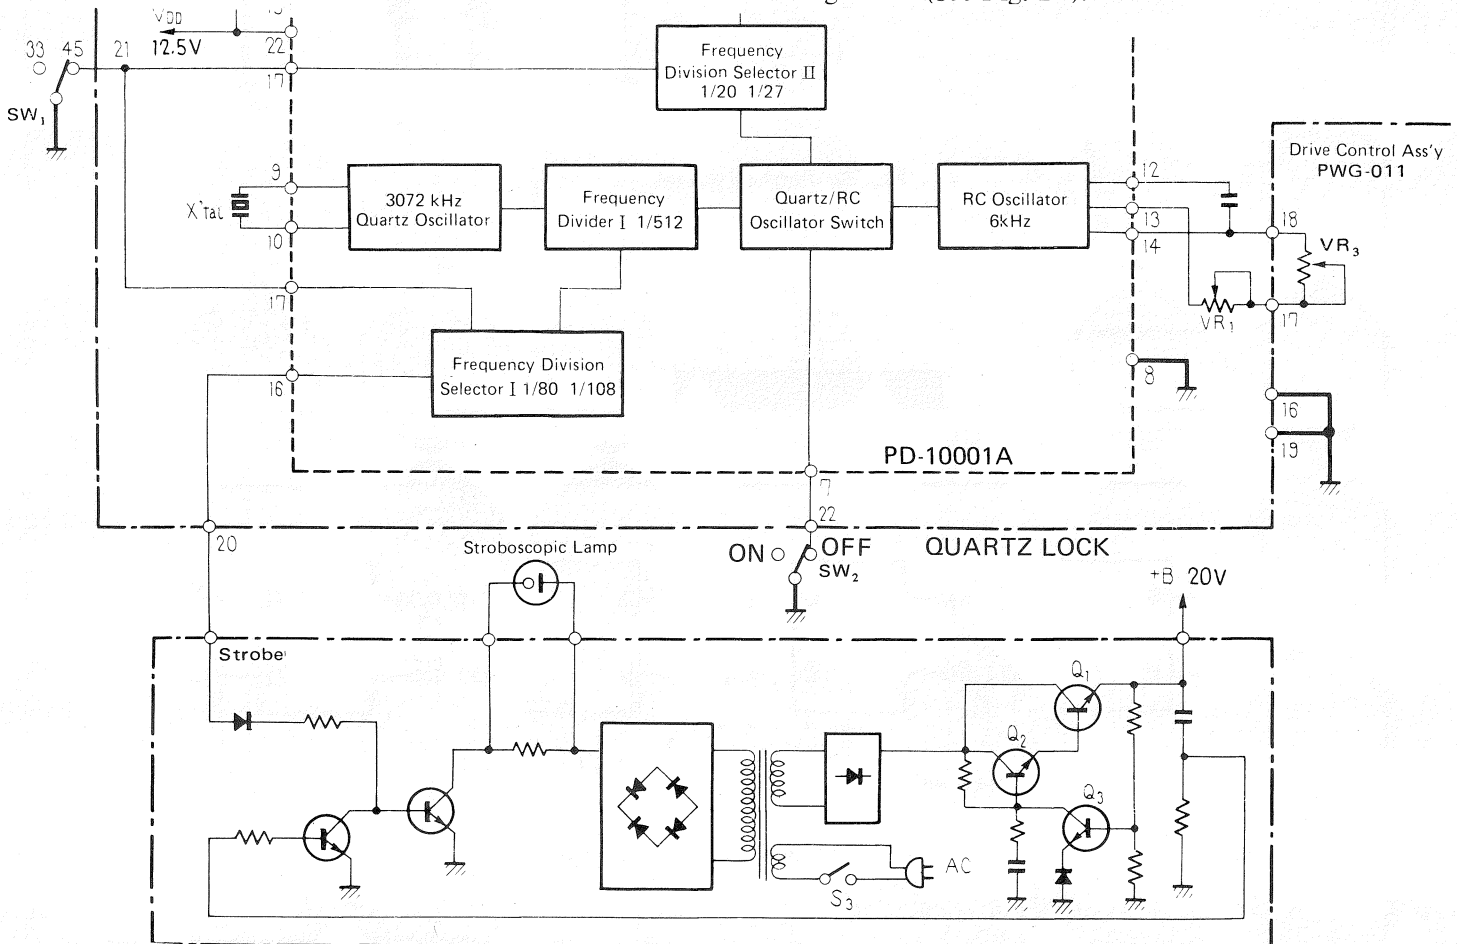 VDD
12.5V
22
33 45 21
17
SW1
Frequency
Division Selector II
1/20 1/27
9
X'tal
10
3072 kHz
Quartz Oscillator
Frequency
Divider I 1/512
Quartz/RC
Oscillator Switch
RC Oscillator
6kHz
12
13
14
Drive Control Ass'y
PWG-011
18
VR3
VR1
17
17
Frequency Division
Selector I 1/80 1/108
16
8
16
19
PD-10001A
7
22
20
Stroboscopic Lamp
ON OFF
SW2
QUARTZ LOCK
+B 20V
Strobe
Q1
Q2
Q3
AC
S3